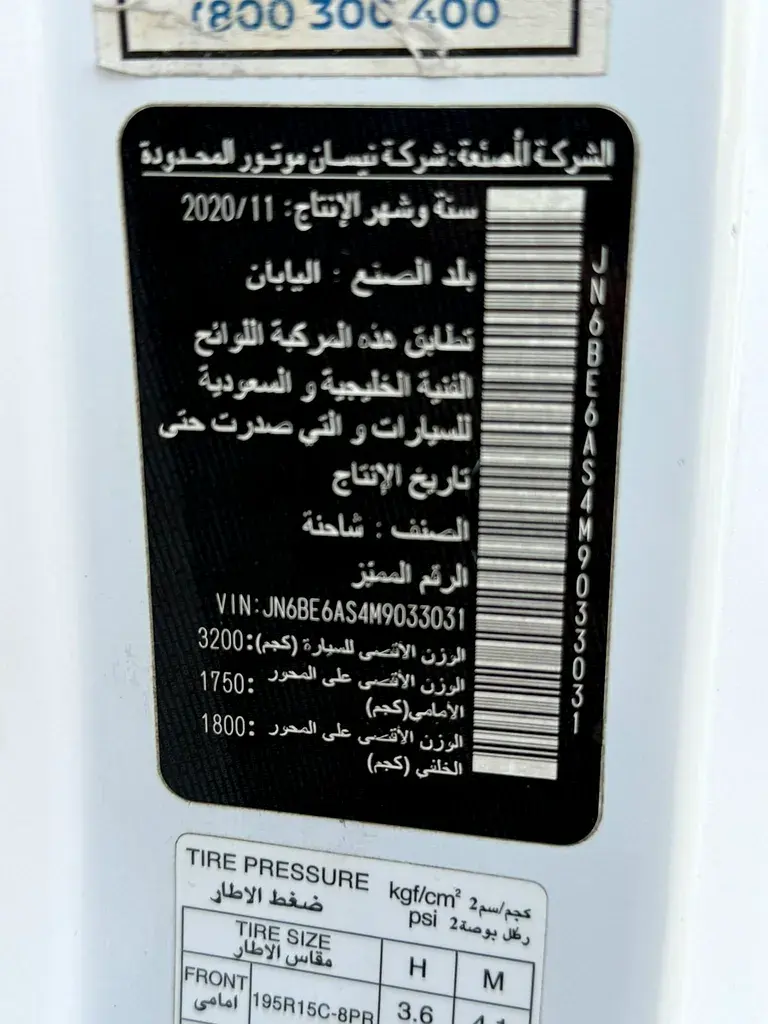 800 300 400
الشركة المصنعة: شركة نيسان موتور المحدودة
سنة وشهر الإنتاج: 2020/11
بلد الصنع : اليابان
تطابق هذه المركبة اللوائح
الفنية الخليجية و السعودية
للسيارات و التي صدرت حتى
تاريخ الإنتاج
الصنف : شاحنة
الرقم المميّز
VIN:JN6BE6AS4M9033031
الوزن الأقصى للسيارة (كجم):3200
الوزن الأقصى على المحور :1750
الأمامي(كجم)
الوزن الأقصى على المحور :1800
الخلفي (كجم)
JN6BE6AS4M9033031
TIRE PRESSURE kgf/cm² كجم/سم2
ضغط الاطار psi رطل بوصة2
TIRE SIZE H M
مقاس الاطار
FRONT 195R15C-8PR 3.6
امامى